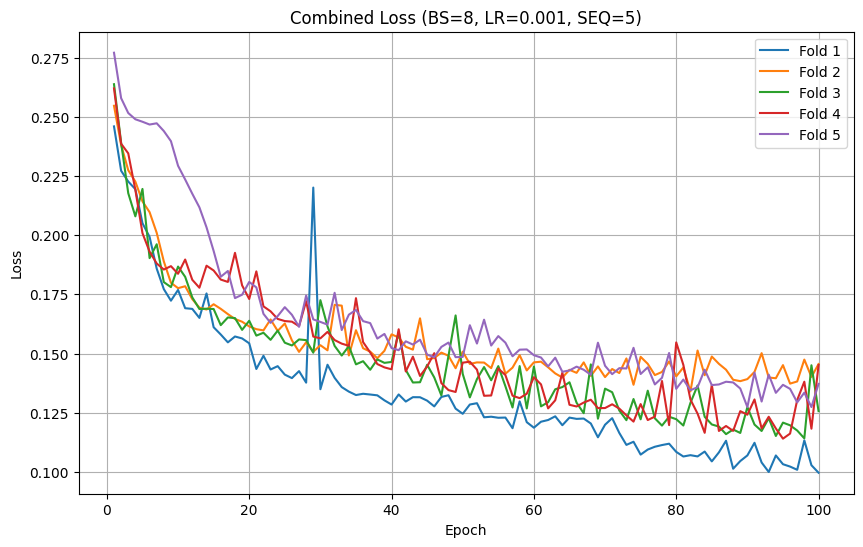 Combined Loss (BS=8, LR=0.001, SEQ=5)
Fold 1
Fold 2
Fold 3
Fold 4
Fold 5
Loss
0.275
0.250
0.225
0.200
0.175
0.150
0.125
0.100
0
20
40
60
80
100
Epoch